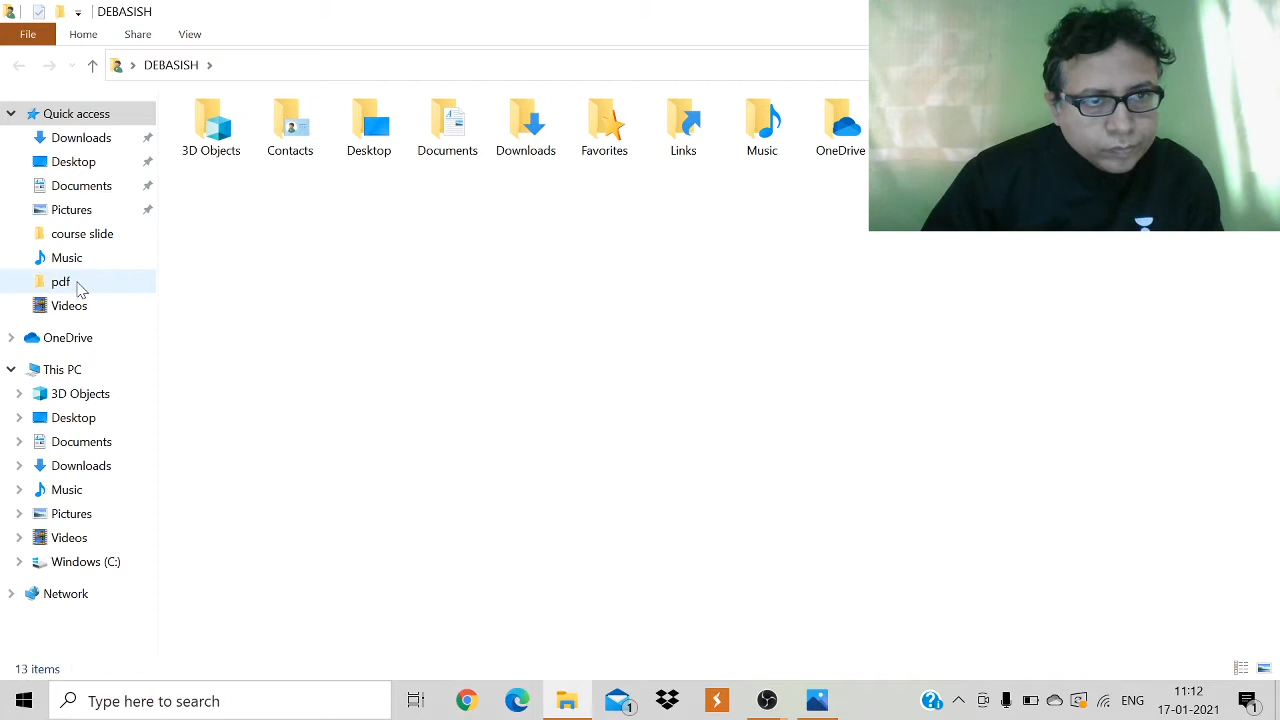 DEBASISH
File Home Share View
DEBASISH
Quick access
Downloads
Desktop
Documents
Pictures
course slide
Music
pdf
Videos
OneDrive
This PC
3D Objects
Desktop
Documents
Downloads
Music
Pictures
Videos
Windows (C:)
Network
3D Objects Contacts Desktop Documents Downloads Favorites Links Music OneDrive
13 items
Type here to search
1
ENG
11:12
17-01-2021
1